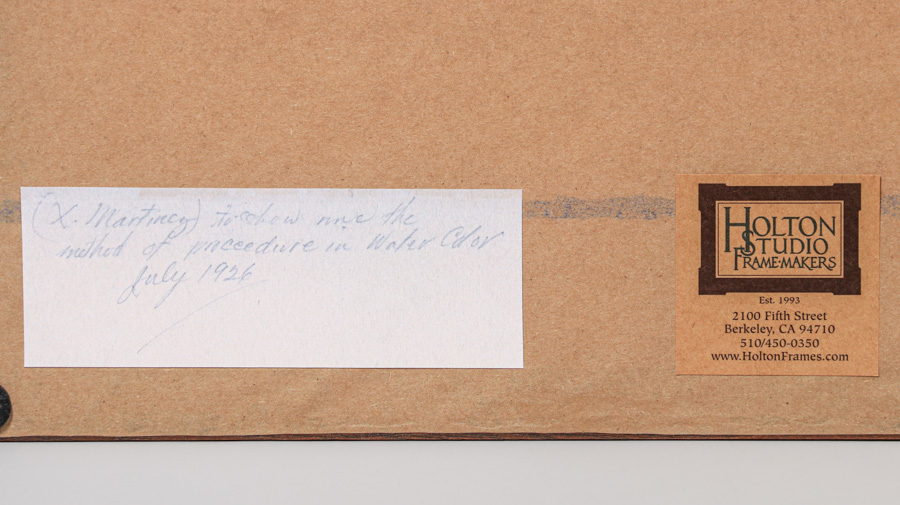 (X. Martinez) to show me the
method of proceedure in Water Color
July 1926
HOLTON
STUDIO
FRAME-MAKERS
Est. 1993
2100 Fifth Street
Berkeley, CA 94710
510/450-0350
www.HoltonFrames.com